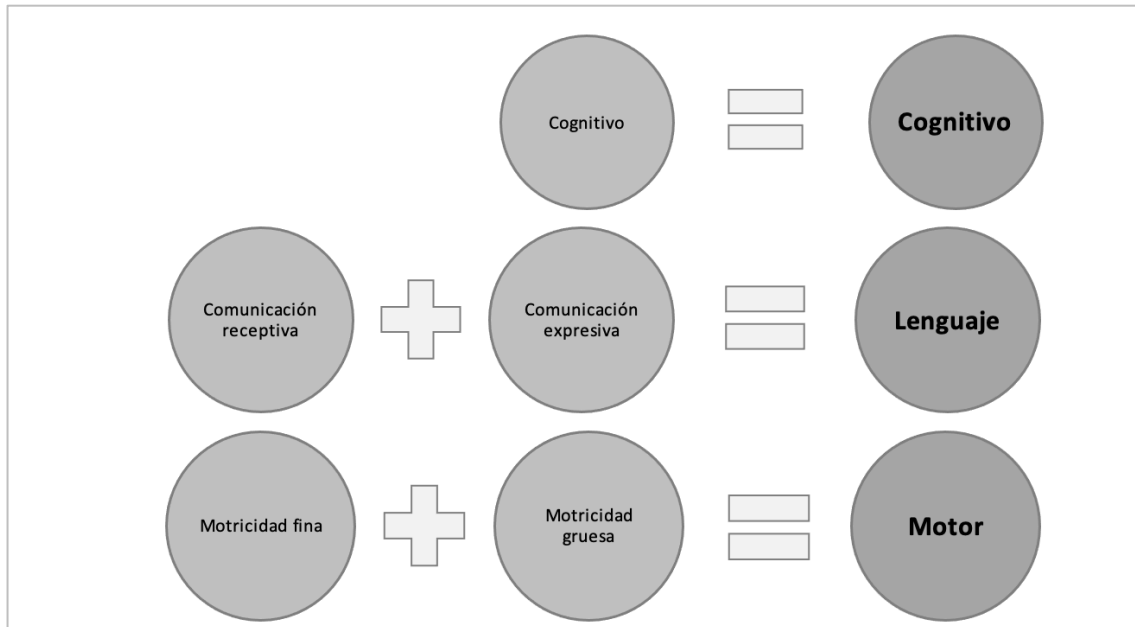 Cognitivo
Cognitivo
Comunicación
receptiva
Comunicación
expresiva
Lenguaje
Motricidad fina
Motricidad
gruesa
Motor